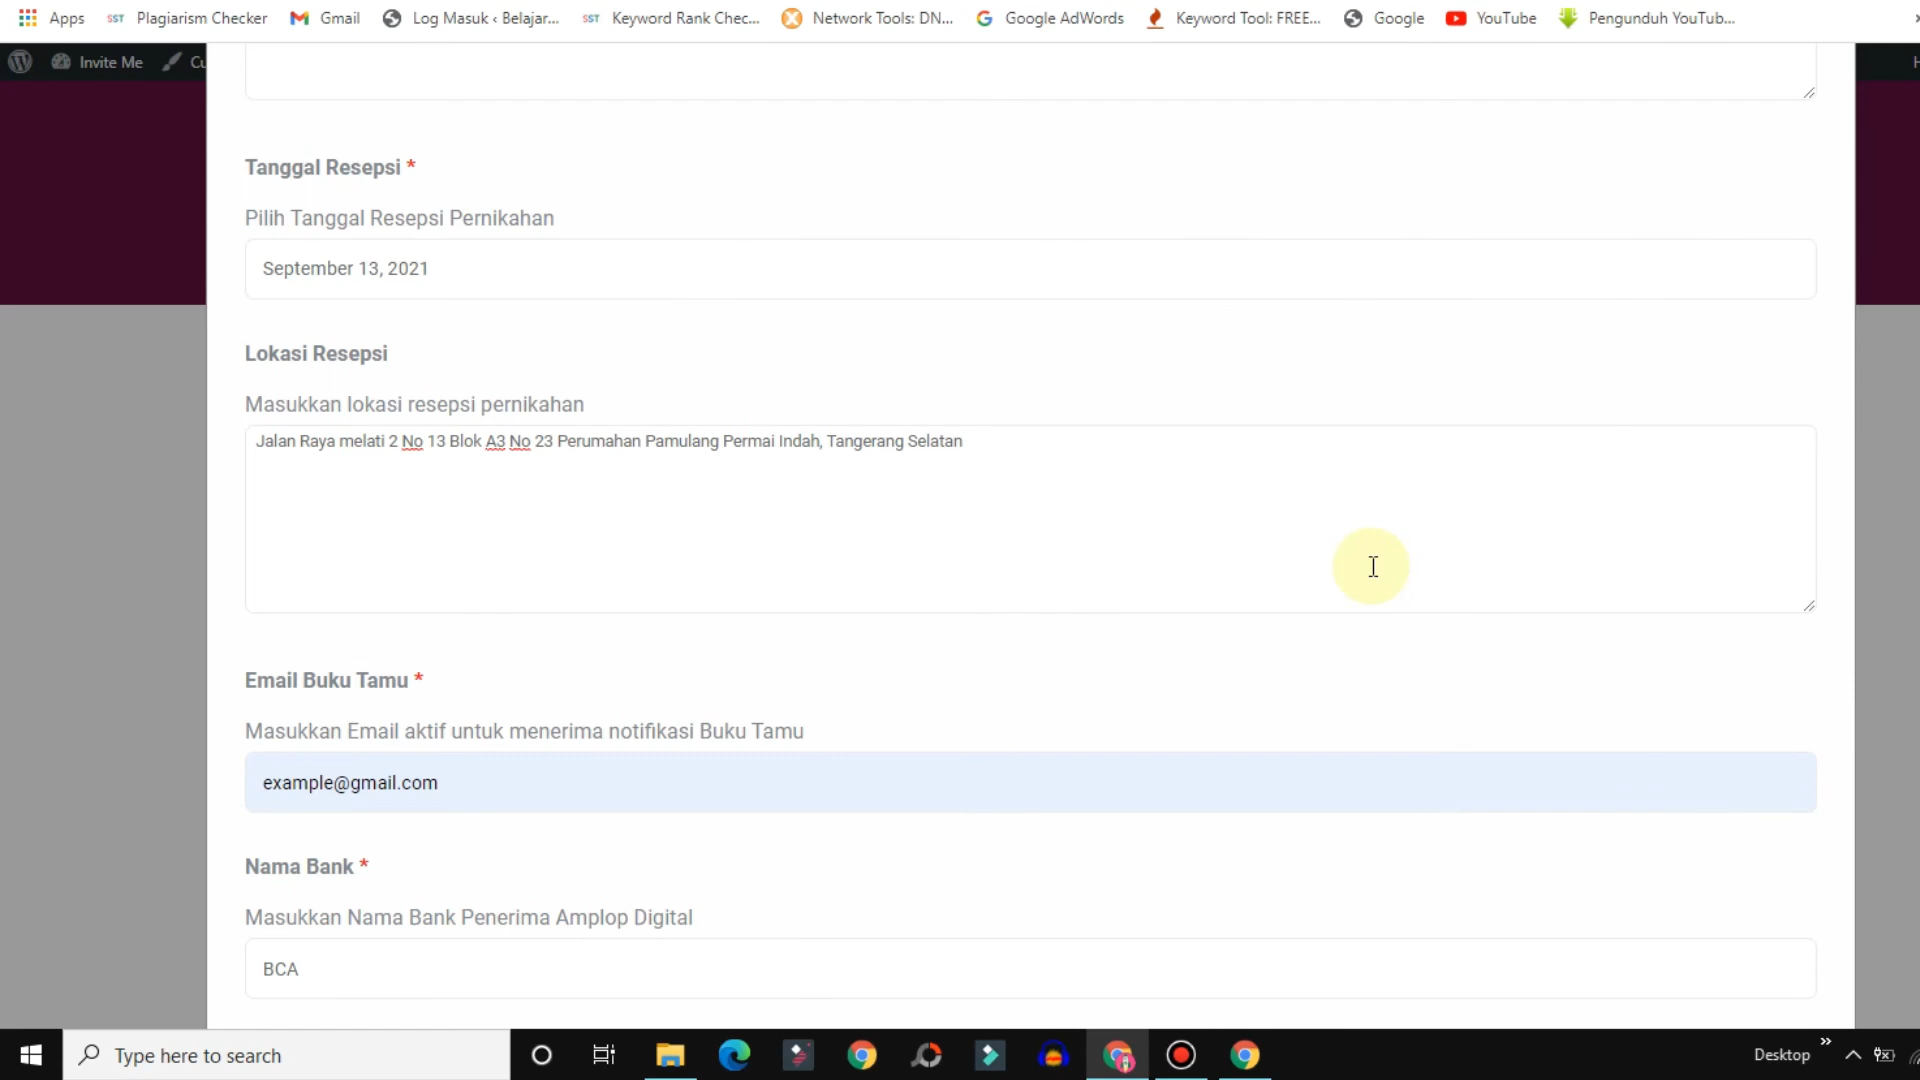 Apps SST Plagiarism Checker Gmail Log Masuk ‹ Belajar... SST Keyword Rank Chec... Network Tools: DN... Google AdWords Keyword Tool: FREE... Google YouTube Pengunduh YouTub...
Invite Me Cu
Tanggal Resepsi *
Pilih Tanggal Resepsi Pernikahan
September 13, 2021
Lokasi Resepsi
Masukkan lokasi resepsi pernikahan
Jalan Raya melati 2 No 13 Blok A3 No 23 Perumahan Pamulang Permai Indah, Tangerang Selatan
Email Buku Tamu *
Masukkan Email aktif untuk menerima notifikasi Buku Tamu
example@gmail.com
Nama Bank *
Masukkan Nama Bank Penerima Amplop Digital
BCA
Type here to search Desktop